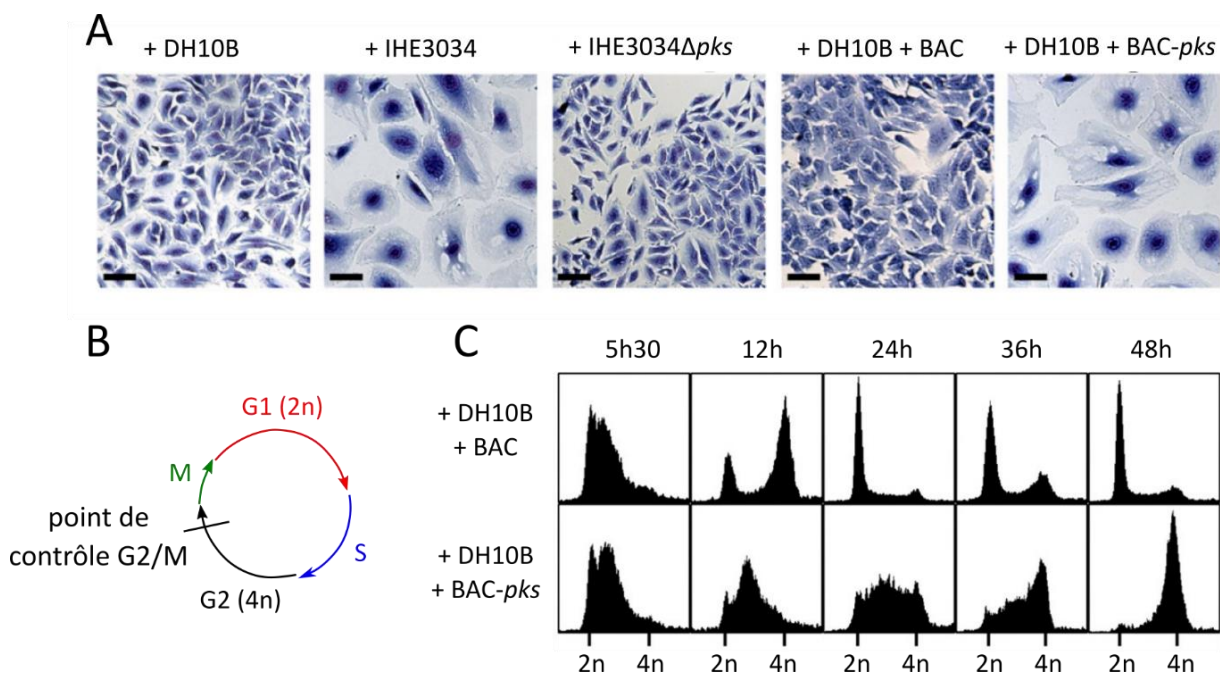 A
+ DH10B
+ IHE3034
+ IHE3034Δpks
+ DH10B + BAC
+ DH10B + BAC-pks
B
G1 (2n)
M
point de
contrôle G2/M
S
G2 (4n)
C
5h30
12h
24h
36h
48h
+ DH10B
+ BAC
+ DH10B
+ BAC-pks
2n
4n
2n
4n
2n
4n
2n
4n
2n
4n